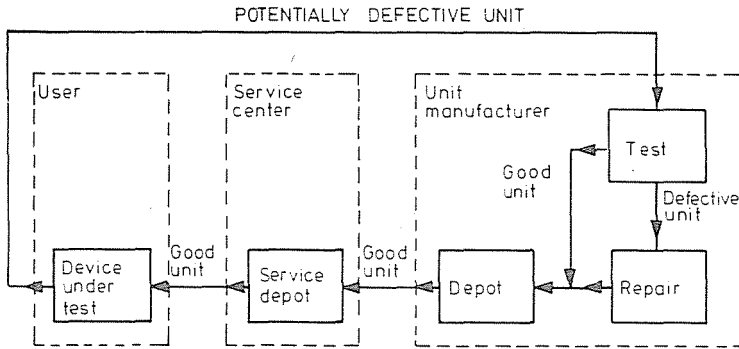 POTENTIALLY DEFECTIVE UNIT
User
Service
center
Unit
manufacturer
Test
Good
unit
Defective
unit
Device
under
test
Good
unit
Service
depot
Good
unit
Depot
Repair